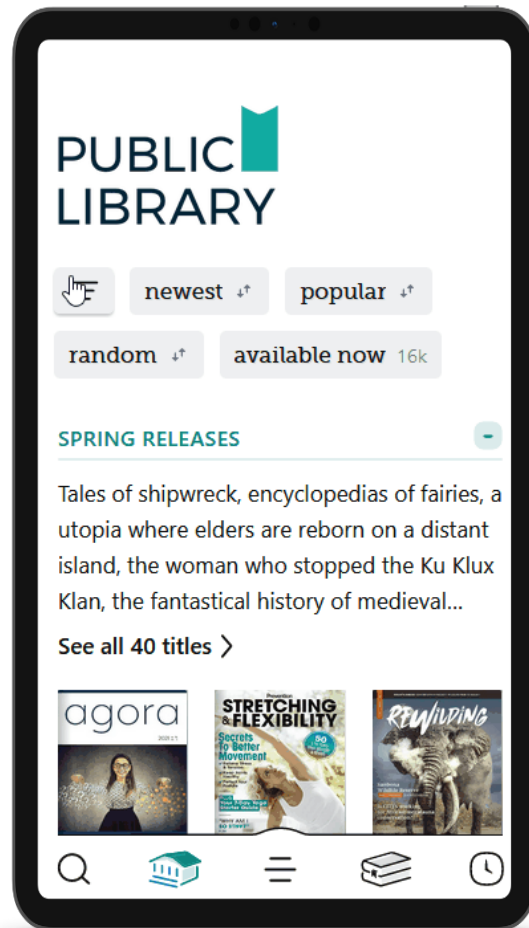 PUBLIC
LIBRARY
newest
popular
random
available now 16k
SPRING RELEASES
Tales of shipwreck, encyclopedias of fairies, a
utopia where elders are reborn on a distant
island, the woman who stopped the Ku Klux
Klan, the fantastical history of medieval...
See all 40 titles
agora
Prevention
STRETCHING
& FLEXIBILITY
Secrets
To Better
Movement
50
REWILDING